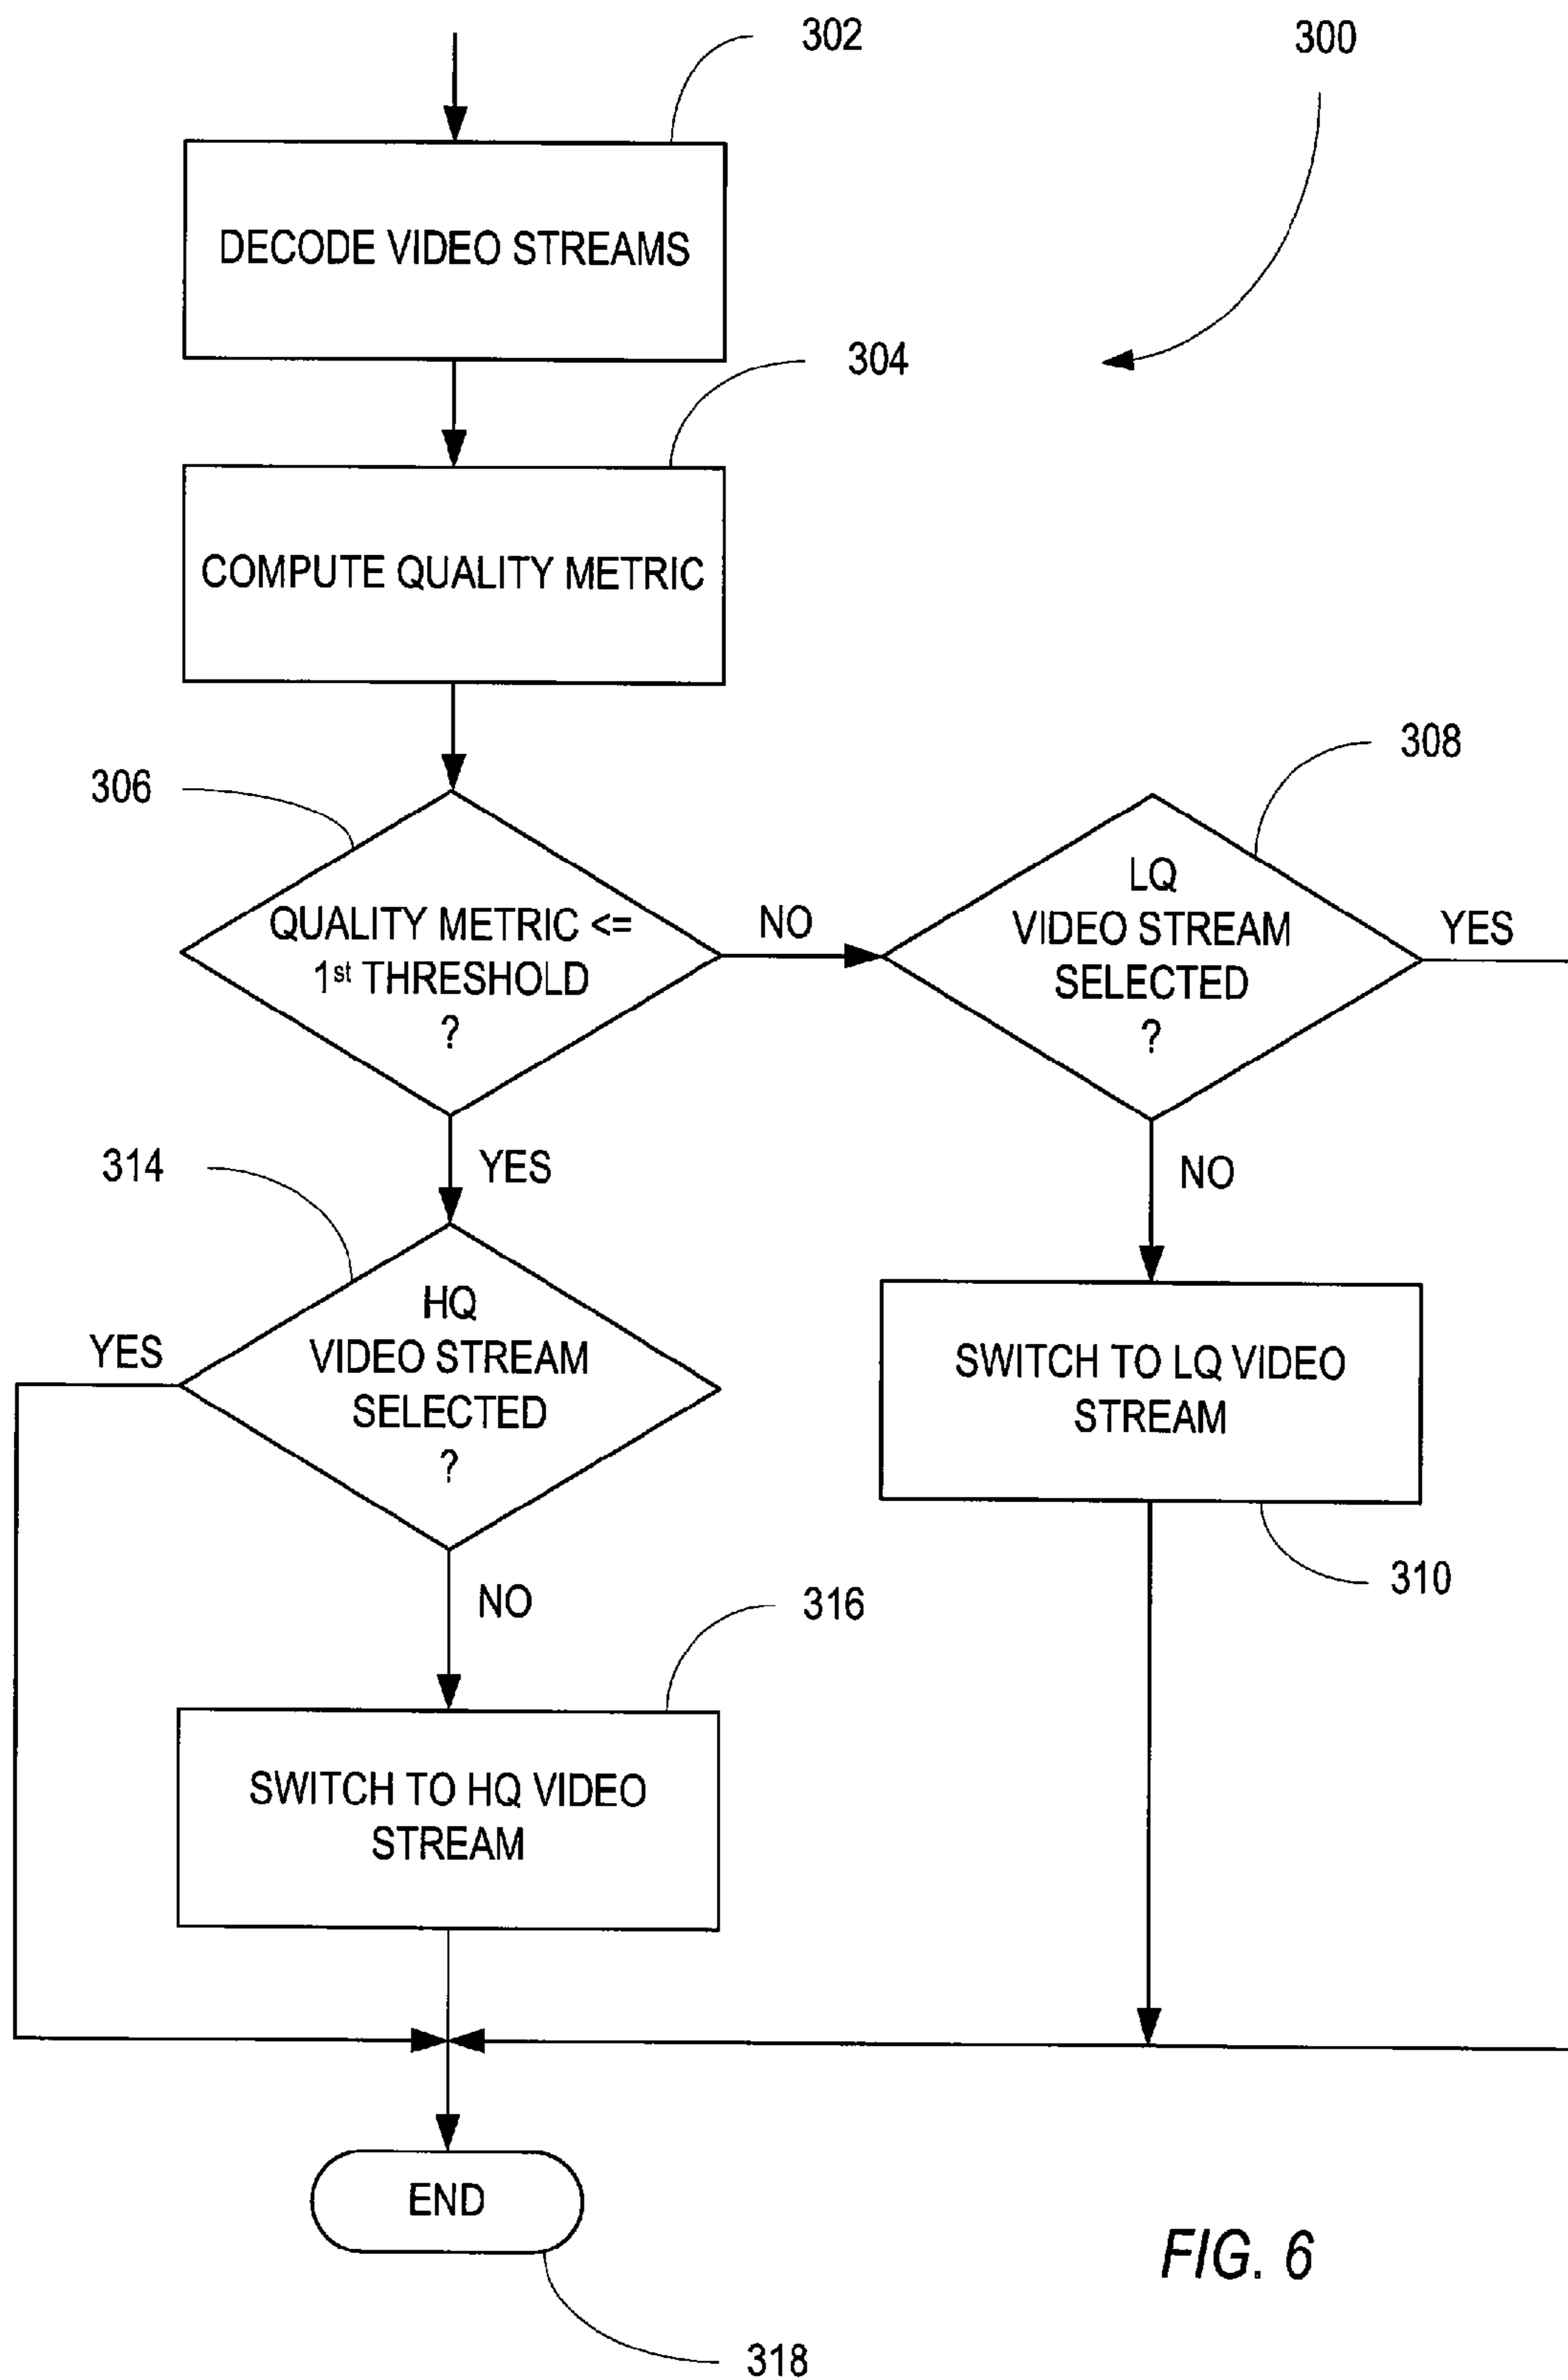 302
300
DECODE VIDEO STREAMS
304
COMPUTE QUALITY METRIC
306
308
QUALITY METRIC <=
1st THRESHOLD
?
NO
LQ
VIDEO STREAM
SELECTED
?
YES
314
YES
NO
HQ
VIDEO STREAM
SELECTED
?
YES
SWITCH TO LQ VIDEO
STREAM
310
NO
316
SWITCH TO HQ VIDEO
STREAM
END
318
FIG. 6